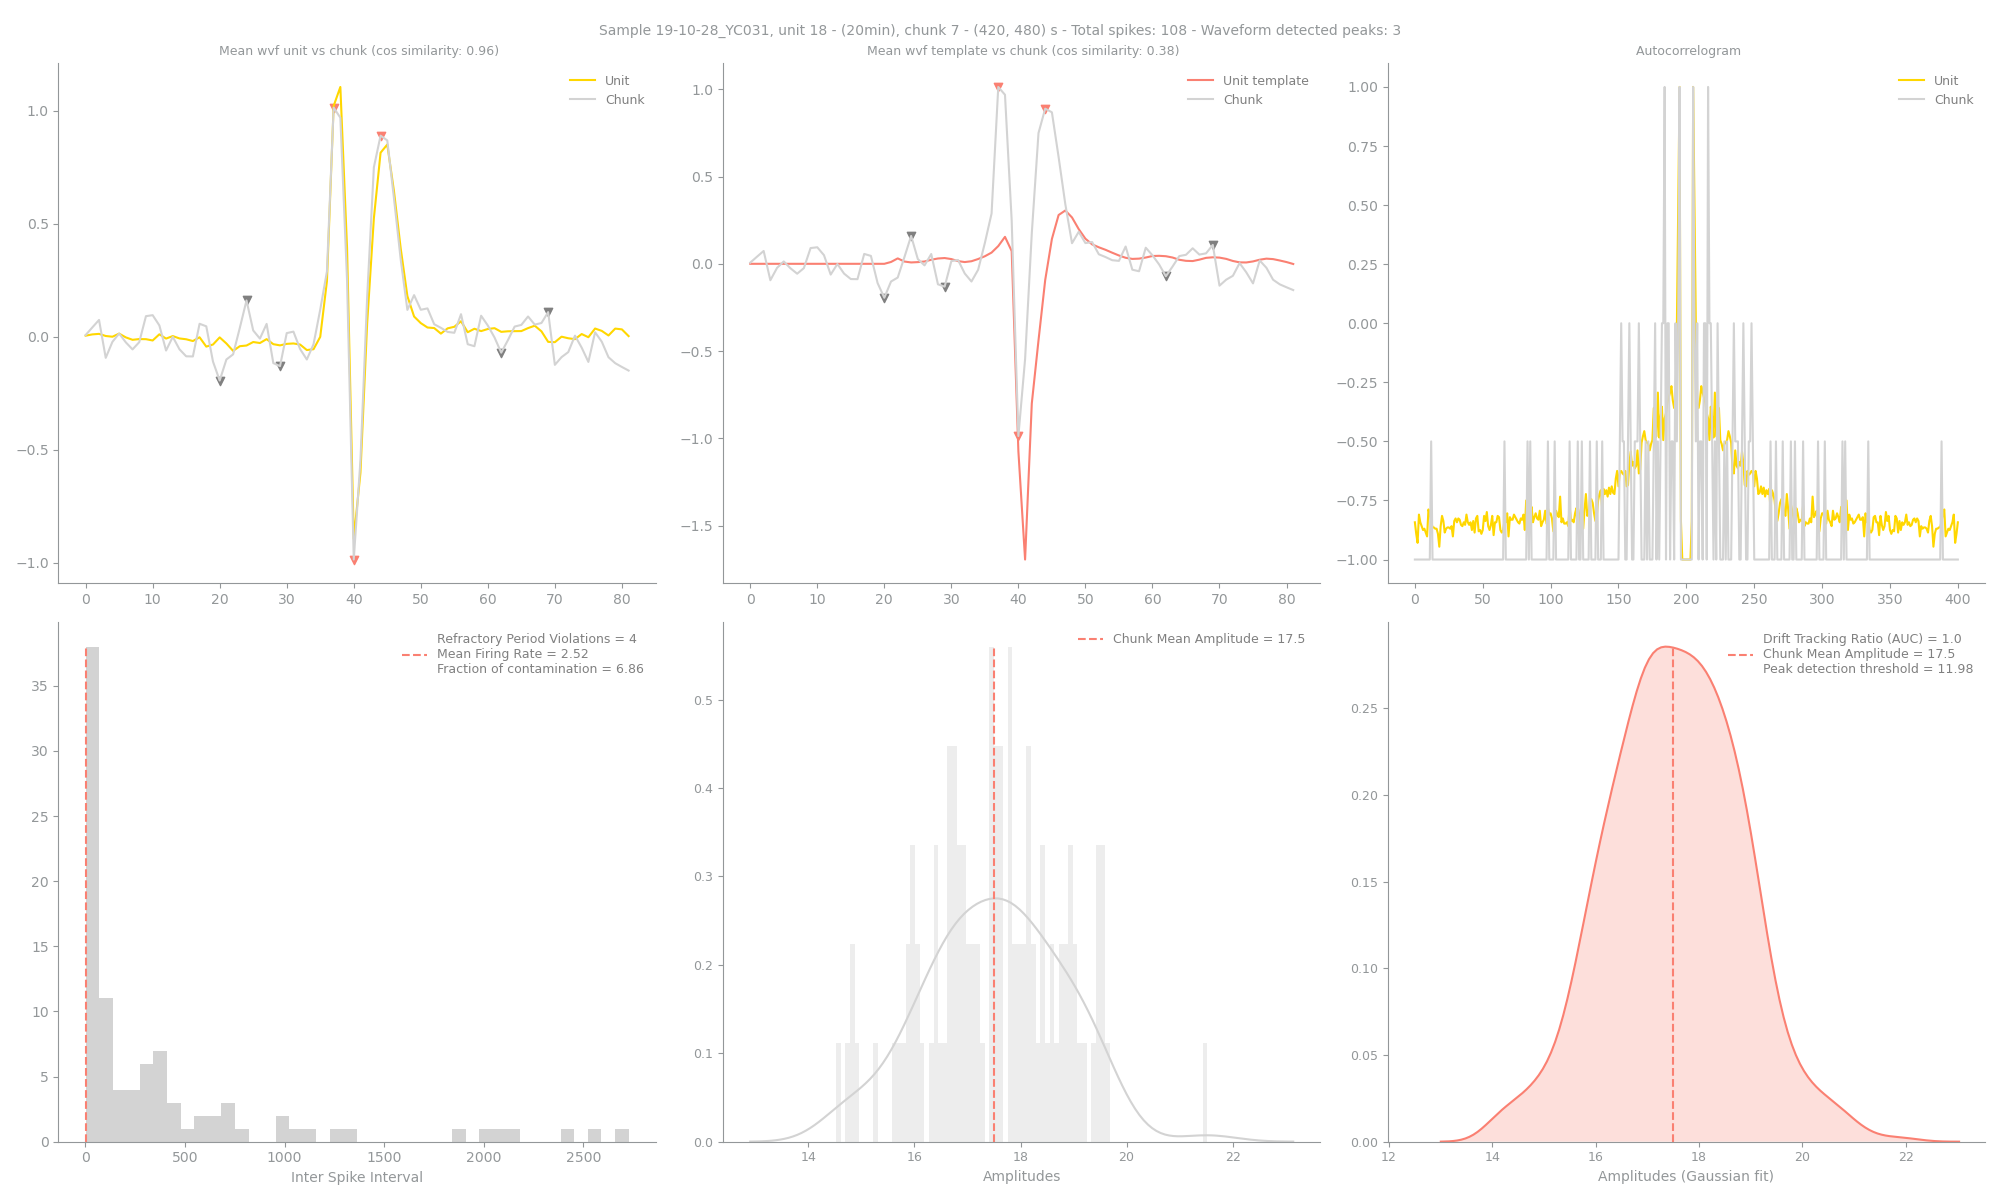 Sample 19-10-28_YC031, unit 18 - (20min), chunk 7 - (420, 480) s - Total spikes: 108 - Waveform detected peaks: 3
Mean wvf unit vs chunk (cos similarity: 0.96)
Unit
Chunk
1.0
0.5
0.0
−0.5
−1.0
0 10 20 30 40 50 60 70 80
Mean wvf template vs chunk (cos similarity: 0.38)
Unit template
Chunk
1.0
0.5
0.0
−0.5
−1.0
−1.5
0 10 20 30 40 50 60 70 80
Autocorrelogram
Unit
Chunk
1.00
0.75
0.50
0.25
0.00
−0.25
−0.50
−0.75
−1.00
0 50 100 150 200 250 300 350 400
Refractory Period Violations = 4
Mean Firing Rate = 2.52
Fraction of contamination = 6.86
35
30
25
20
15
10
5
0
0 500 1000 1500 2000 2500
Inter Spike Interval
Chunk Mean Amplitude = 17.5
0.5
0.4
0.3
0.2
0.1
0.0
14 16 18 20 22
Amplitudes
Drift Tracking Ratio (AUC) = 1.0
Chunk Mean Amplitude = 17.5
Peak detection threshold = 11.98
0.25
0.20
0.15
0.10
0.05
0.00
12 14 16 18 20 22
Amplitudes (Gaussian fit)